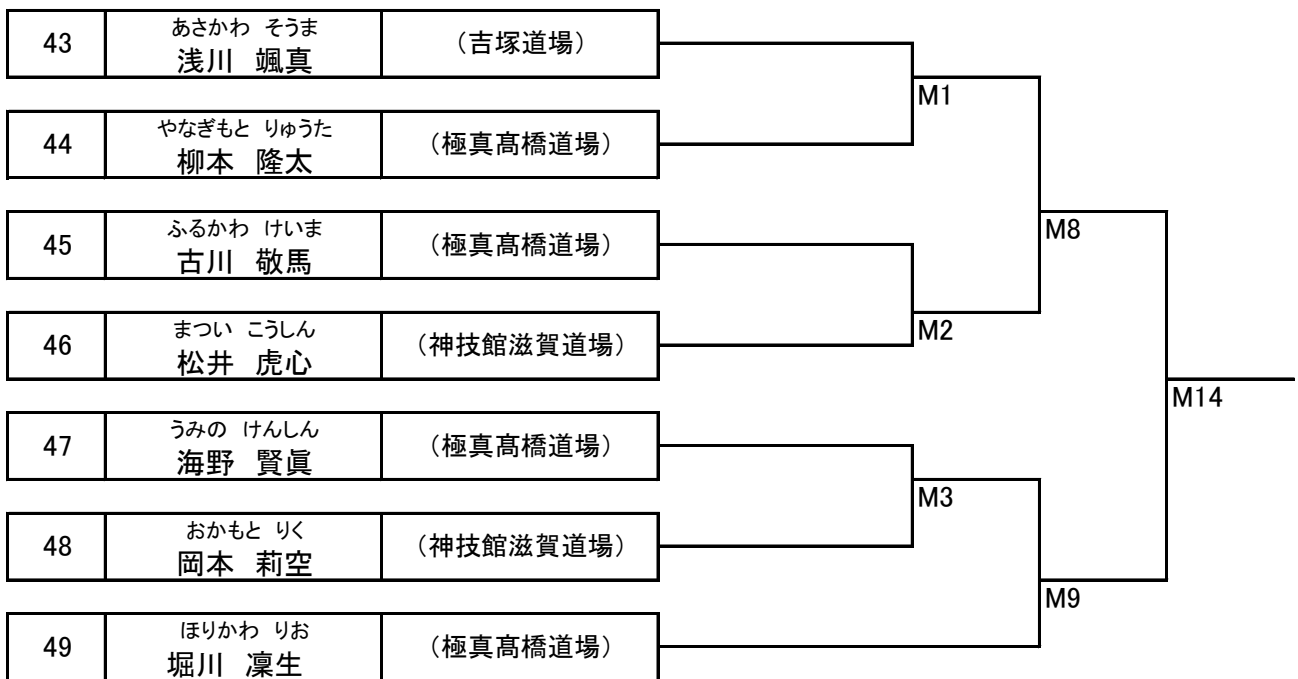 あさかわ そうま
43 浅川 颯真 （吉塚道場）
M1
やなぎもと りゅうた
44 柳本 隆太 （極真髙橋道場）
ふるかわ けいま
45 古川 敬馬 （極真髙橋道場）
M8
まつい こうしん
46 松井 虎心 （神技館滋賀道場）
M2
M14
うみの けんしん
47 海野 賢眞 （極真髙橋道場）
M3
おかもと りく
48 岡本 莉空 （神技館滋賀道場）
M9
ほりかわ りお
49 堀川 凜生 （極真髙橋道場）